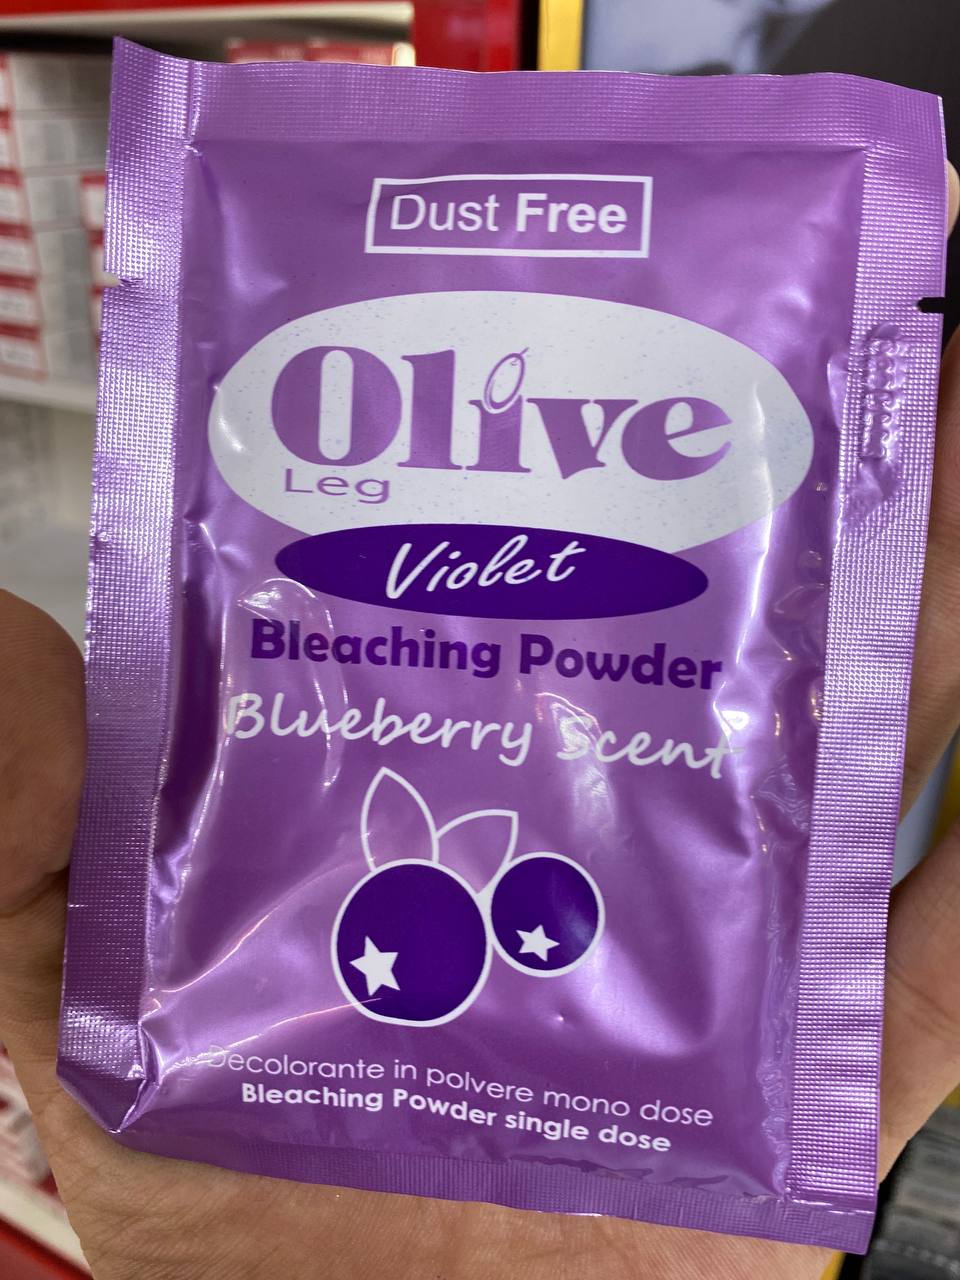 Dust Free
Olive
Leg
Violet
Bleaching Powder
Blueberry Scent
Decolorante in polvere mono dose
Bleaching Powder single dose